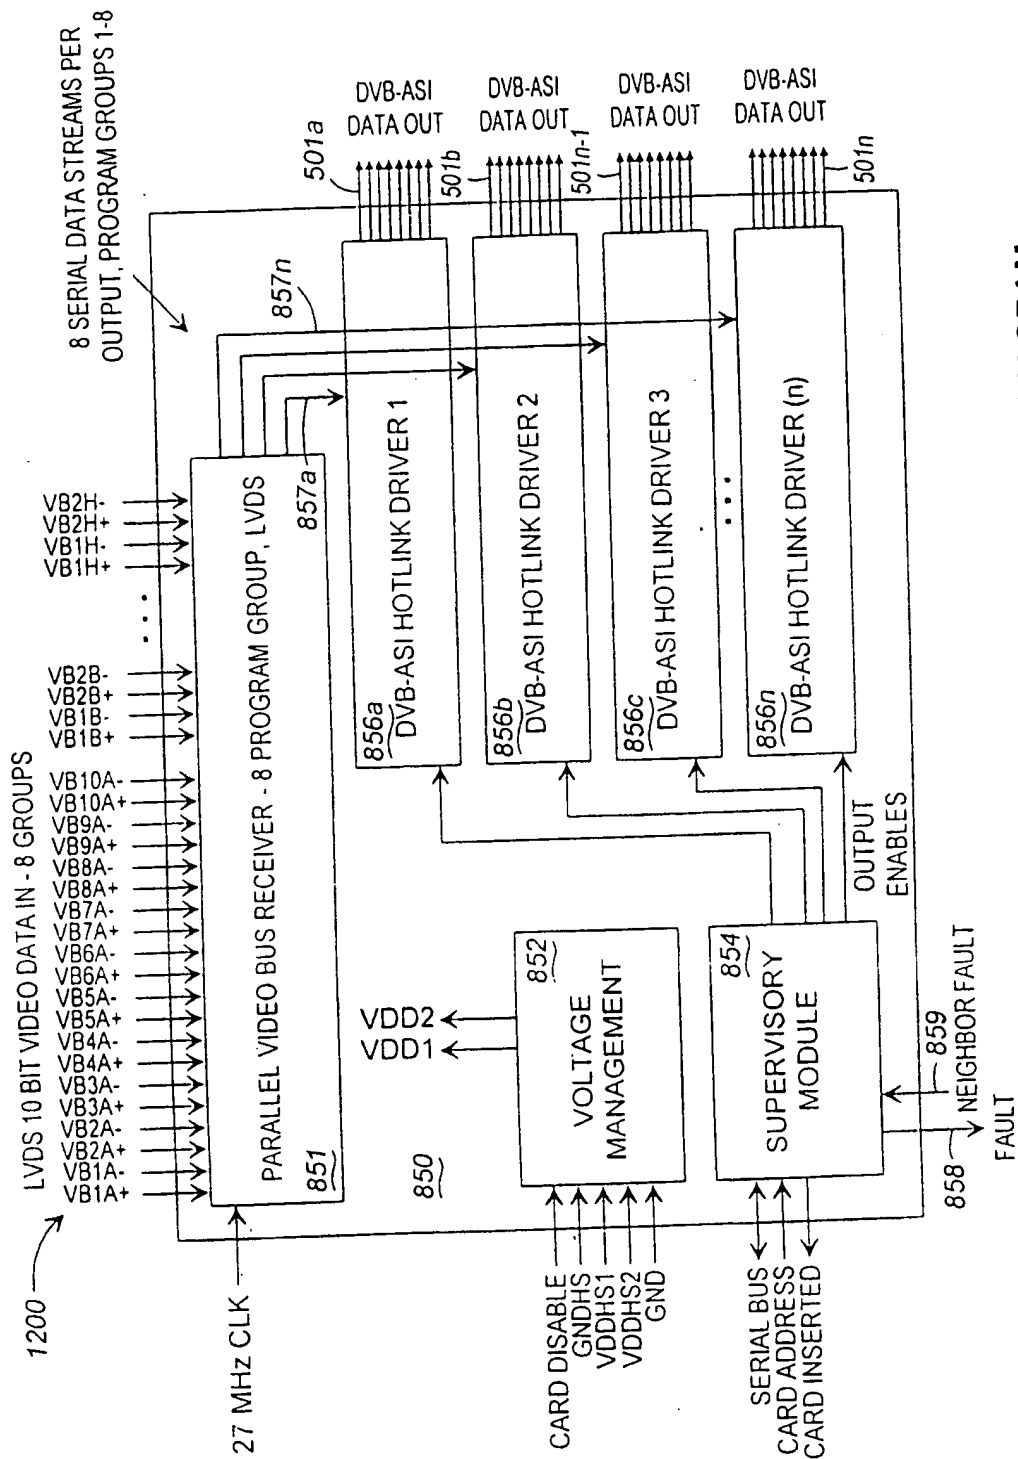 1200
LVDS 10 BIT VIDEO DATA IN - 8 GROUPS
VB1A+
VB1A-
VB2A+
VB2A-
VB3A+
VB3A-
VB4A+
VB4A-
VB5A+
VB5A-
VB6A+
VB6A-
VB7A+
VB7A-
VB8A+
VB8A-
VB9A+
VB9A-
VB10A+
VB10A-
VB1B+
VB1B-
VB2B+
VB2B-
...
VB1H+
VB1H-
VB2H+
VB2H-
8 SERIAL DATA STREAMS PER
OUTPUT, PROGRAM GROUPS 1-8
27 MHz CLK
PARALLEL VIDEO BUS RECEIVER - 8 PROGRAM GROUP, LVDS
851
857a
857n
850
VDD2
VDD1
852
VOLTAGE
MANAGEMENT
CARD DISABLE
GNDHS
VDDHS1
VDDHS2
GND
854
SUPERVISORY
MODULE
SERIAL BUS
CARD ADDRESS
CARD INSERTED
858
FAULT
859
NEIGHBOR FAULT
OUTPUT
ENABLES
856a
DVB-ASI HOTLINK DRIVER 1
501a
DVB-ASI
DATA OUT
856b
DVB-ASI HOTLINK DRIVER 2
501b
DVB-ASI
DATA OUT
856c
DVB-ASI HOTLINK DRIVER 3
501n-1
DVB-ASI
DATA OUT
...
856n
DVB-ASI HOTLINK DRIVER (n)
501n
DVB-ASI
DATA OUT